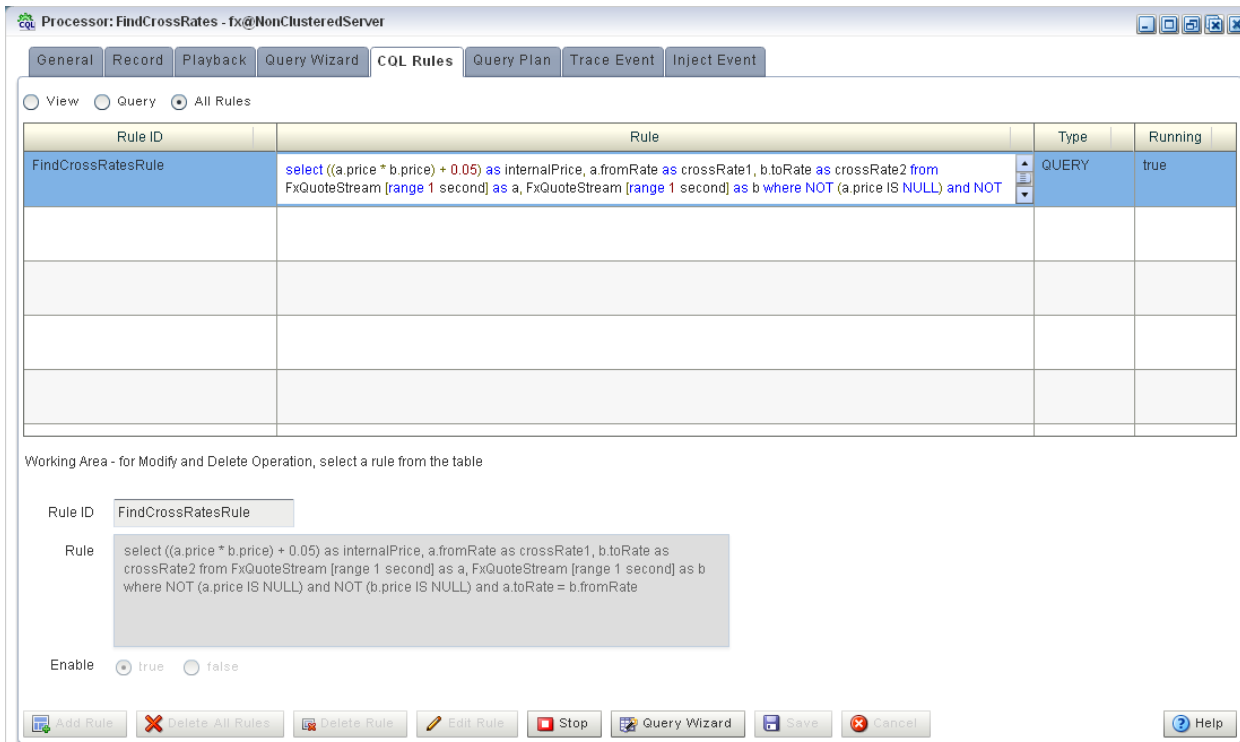 Processor: FindCrossRates - fx@NonClusteredServer
General Record Playback Query Wizard CQL Rules Query Plan Trace Event Inject Event
View Query All Rules
Rule ID Rule Type Running
FindCrossRatesRule select ((a.price * b.price) + 0.05) as internalPrice, a.fromRate as crossRate1, b.toRate as crossRate2 from QUERY true
FxQuoteStream [range 1 second] as a, FxQuoteStream [range 1 second] as b where NOT (a.price IS NULL) and NOT
Working Area - for Modify and Delete Operation, select a rule from the table
Rule ID FindCrossRatesRule
Rule select ((a.price * b.price) + 0.05) as internalPrice, a.fromRate as crossRate1, b.toRate as
crossRate2 from FxQuoteStream [range 1 second] as a, FxQuoteStream [range 1 second] as b
where NOT (a.price IS NULL) and NOT (b.price IS NULL) and a.toRate = b.fromRate
Enable true false
Add Rule Delete All Rules Delete Rule Edit Rule Stop Query Wizard Save Cancel Help